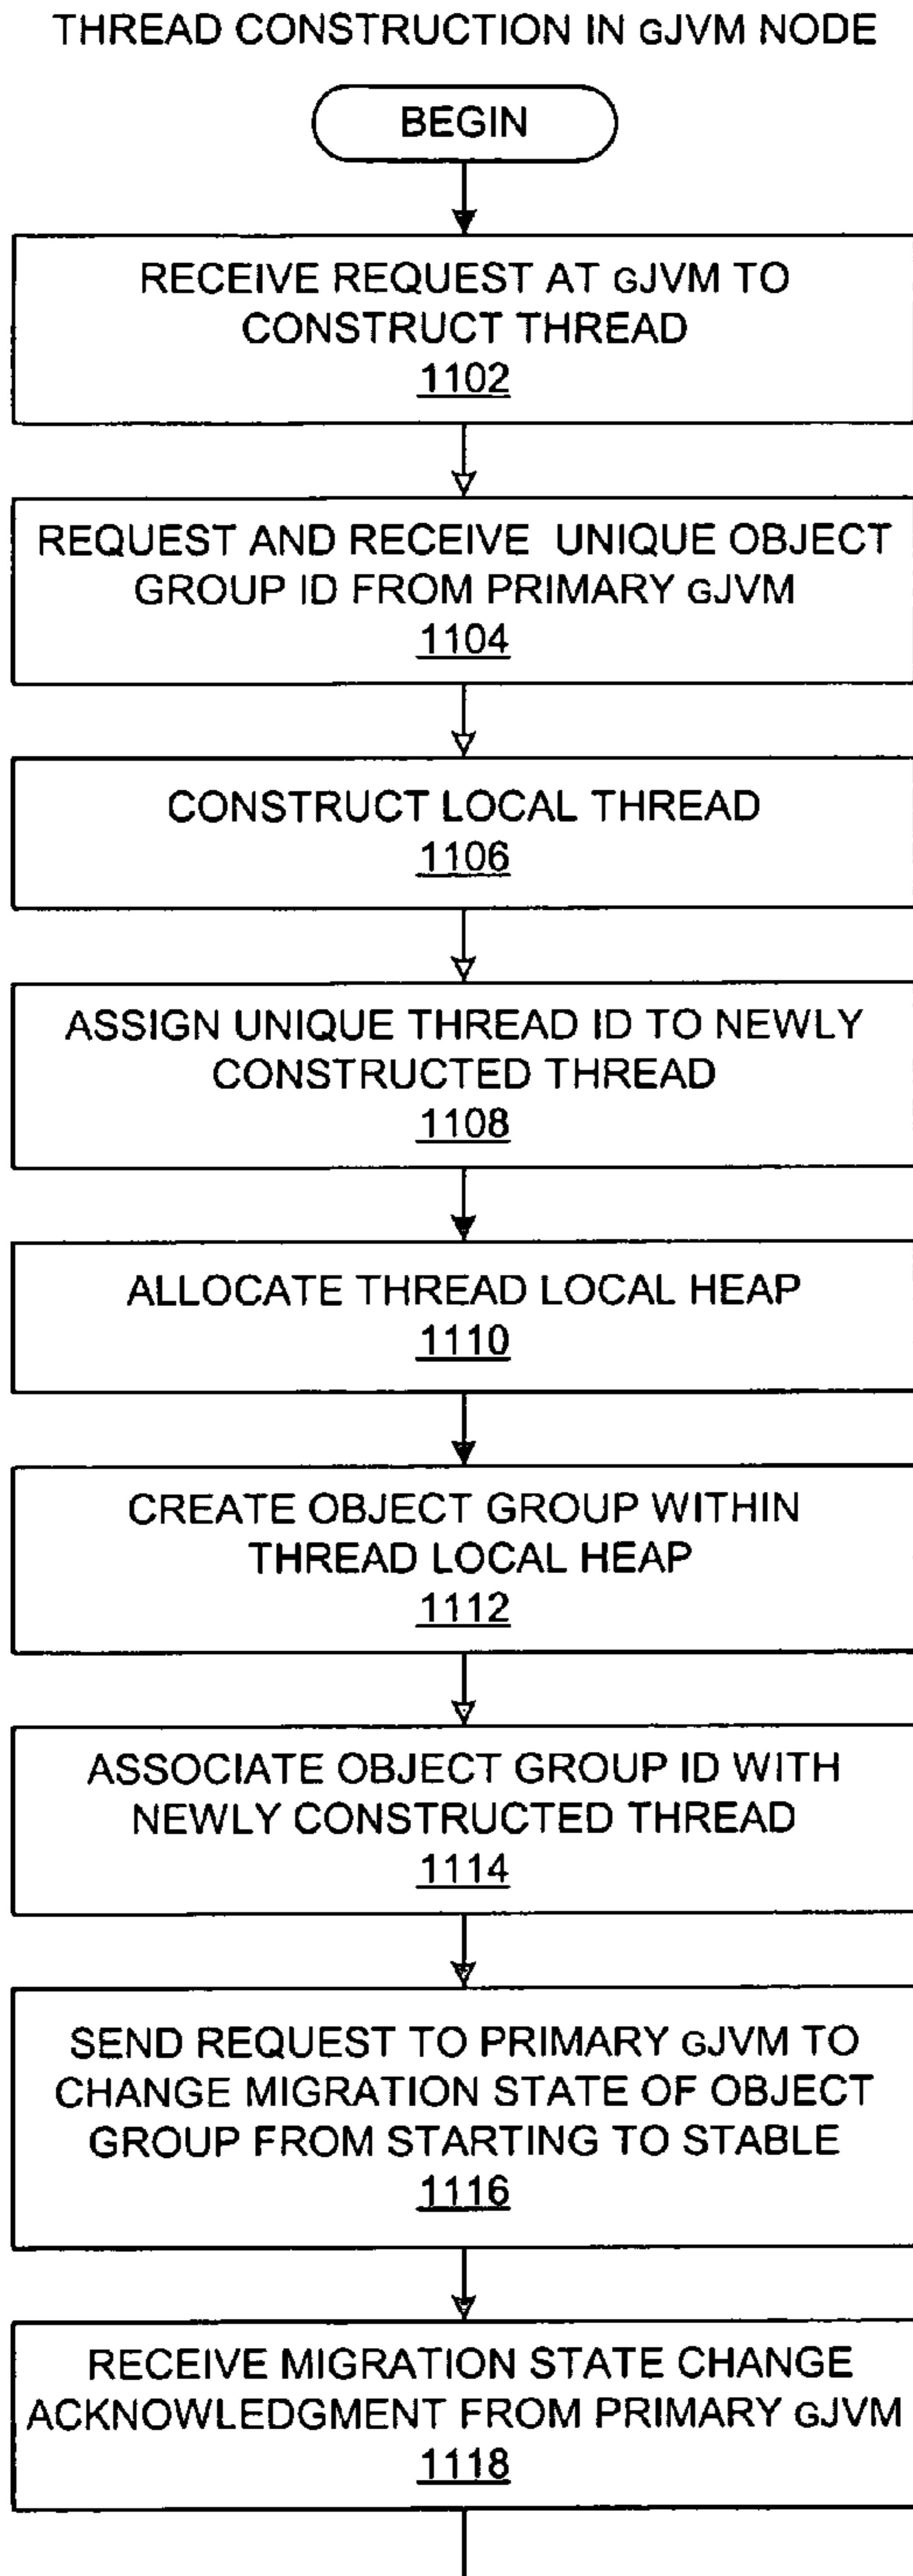 THREAD CONSTRUCTION IN GJVM NODE
BEGIN
RECEIVE REQUEST AT GJVM TO
CONSTRUCT THREAD
1102
REQUEST AND RECEIVE UNIQUE OBJECT
GROUP ID FROM PRIMARY GJVM
1104
CONSTRUCT LOCAL THREAD
1106
ASSIGN UNIQUE THREAD ID TO NEWLY
CONSTRUCTED THREAD
1108
ALLOCATE THREAD LOCAL HEAP
1110
CREATE OBJECT GROUP WITHIN
THREAD LOCAL HEAP
1112
ASSOCIATE OBJECT GROUP ID WITH
NEWLY CONSTRUCTED THREAD
1114
SEND REQUEST TO PRIMARY GJVM TO
CHANGE MIGRATION STATE OF OBJECT
GROUP FROM STARTING TO STABLE
1116
RECEIVE MIGRATION STATE CHANGE
ACKNOWLEDGMENT FROM PRIMARY GJVM
1118